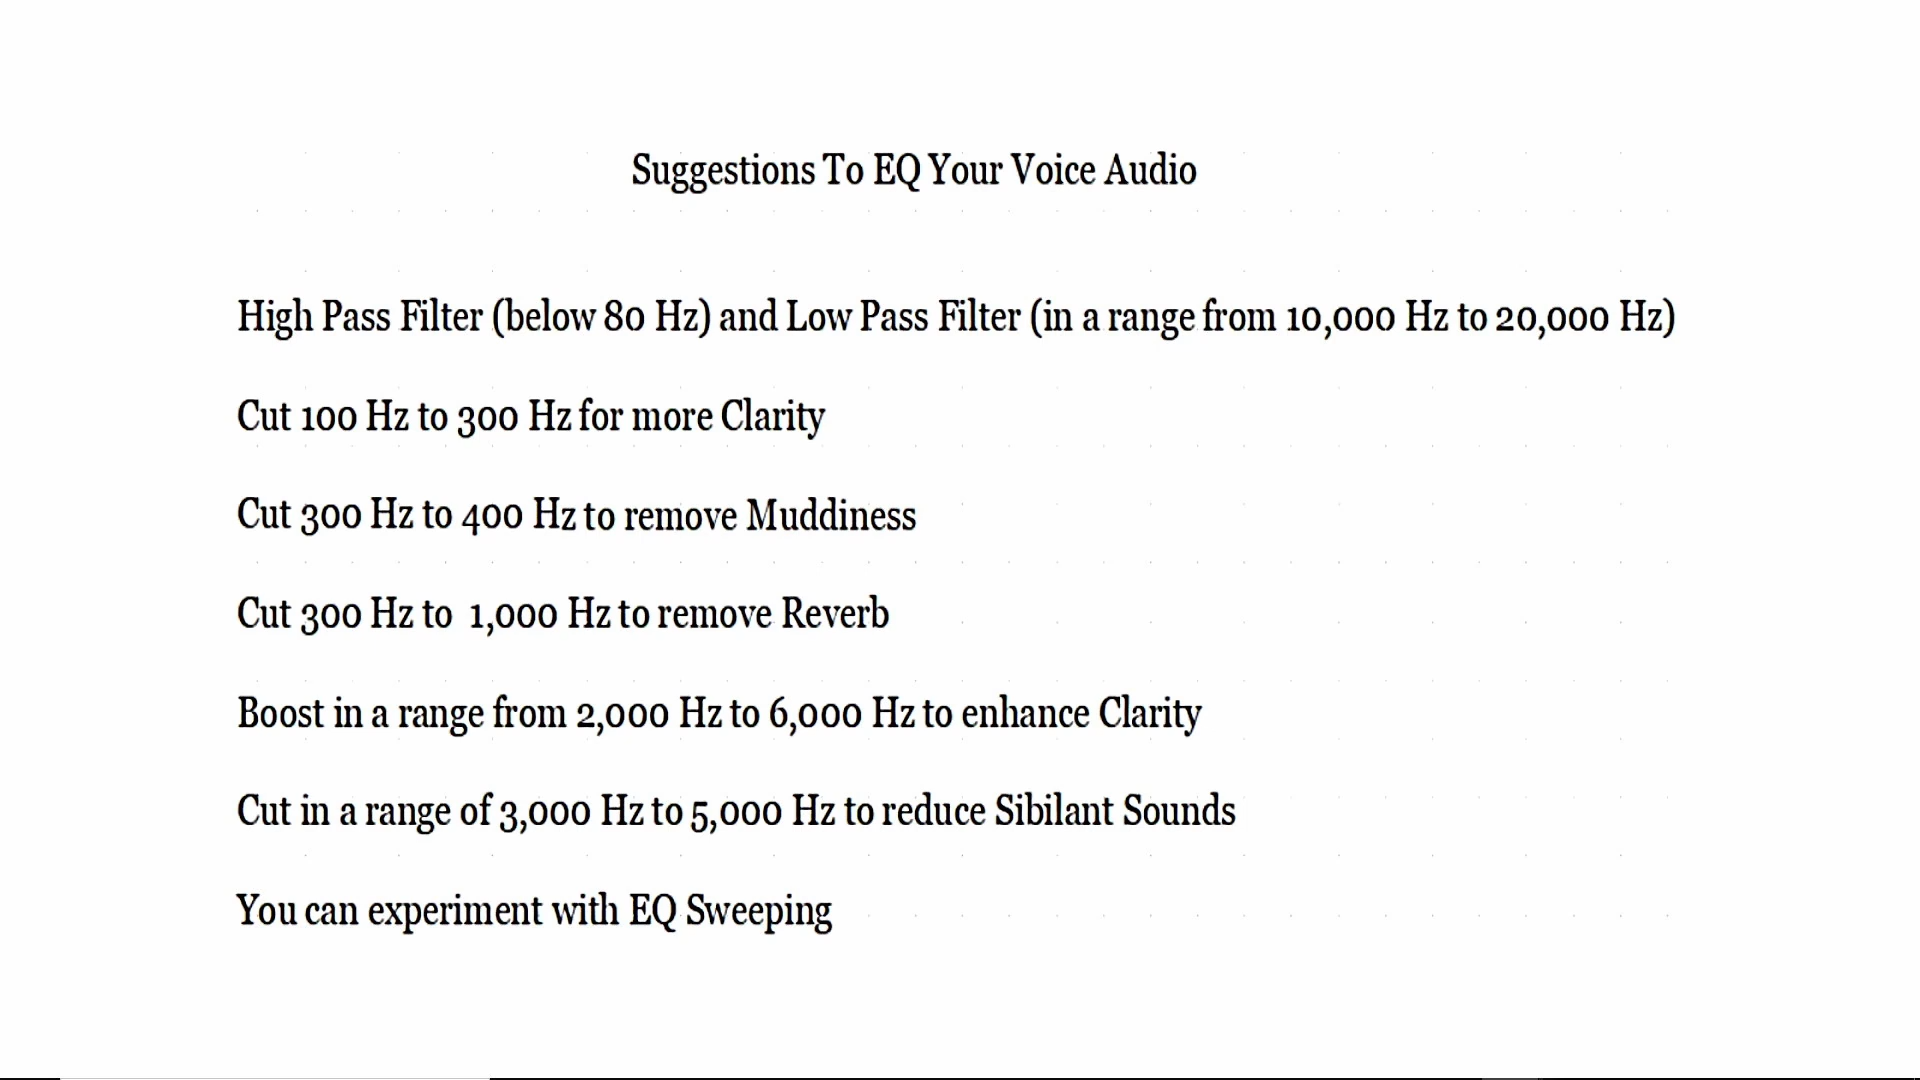 Suggestions To EQ Your Voice Audio
High Pass Filter (below 80 Hz) and Low Pass Filter (in a range from 10,000 Hz to 20,000 Hz)
Cut 100 Hz to 300 Hz for more Clarity
Cut 300 Hz to 400 Hz to remove Muddiness
Cut 300 Hz to 1,000 Hz to remove Reverb
Boost in a range from 2,000 Hz to 6,000 Hz to enhance Clarity
Cut in a range of 3,000 Hz to 5,000 Hz to reduce Sibilant Sounds
You can experiment with EQ Sweeping